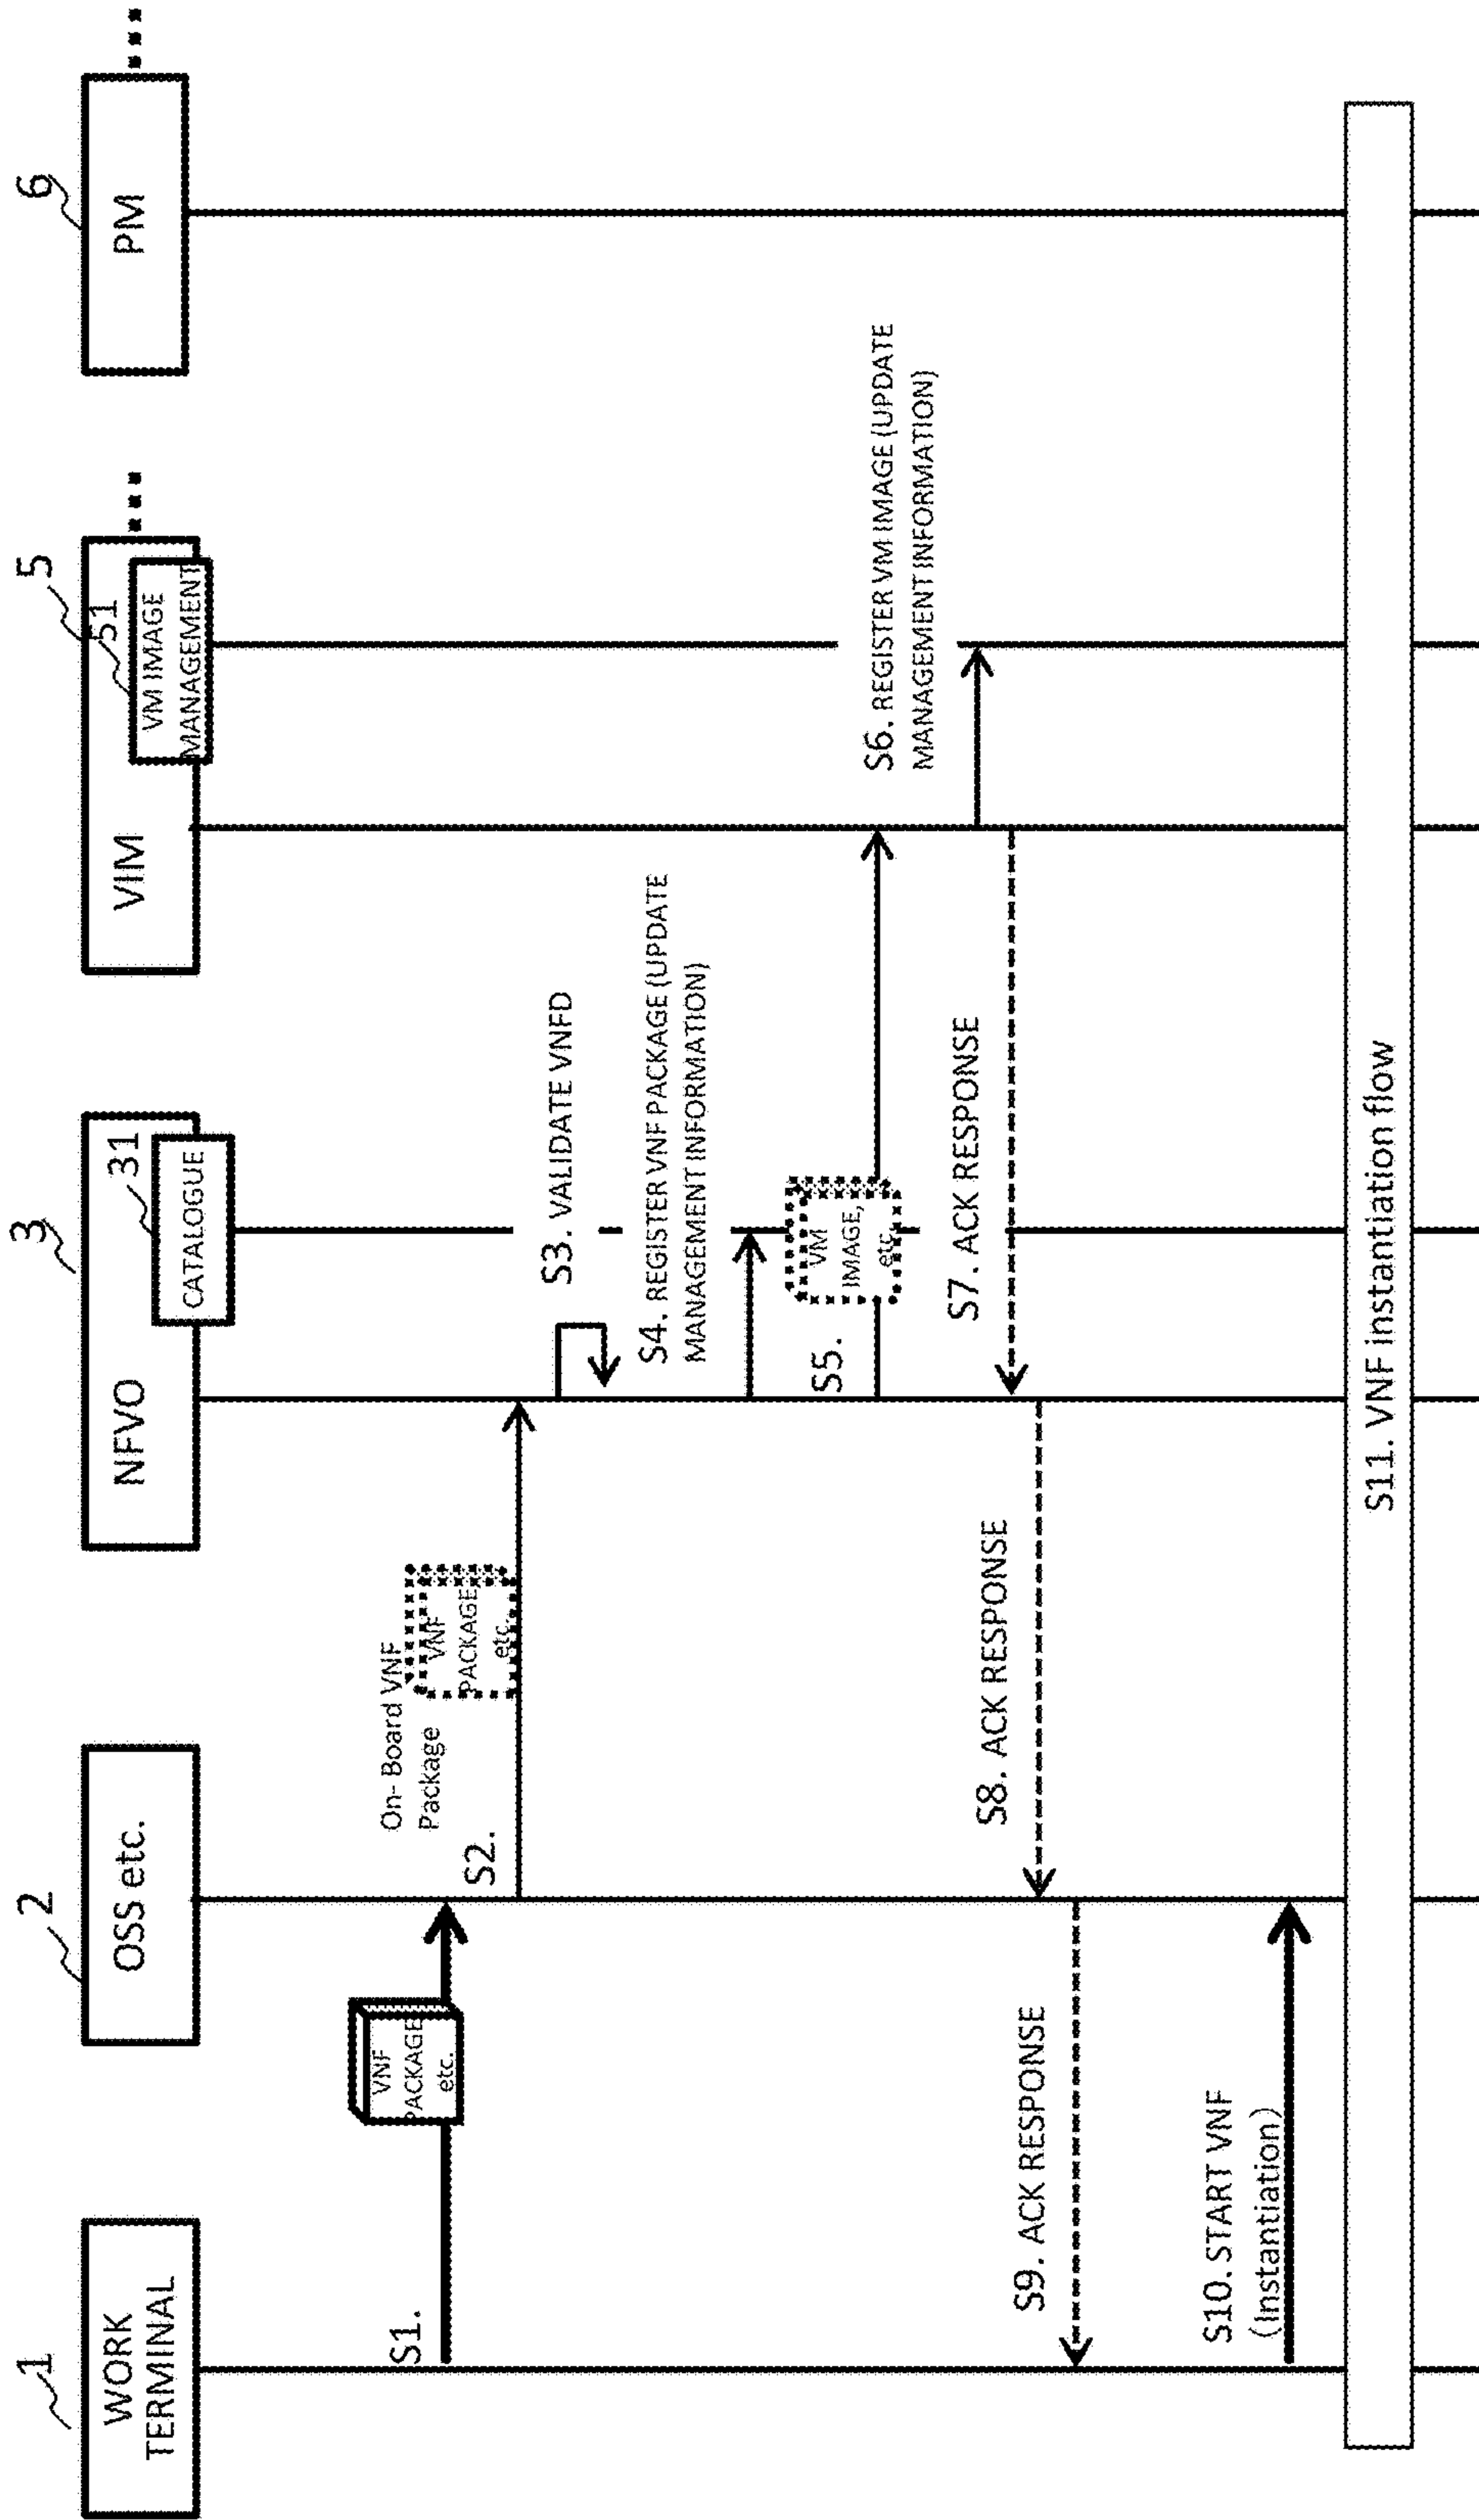 1
WORK
TERMINAL
2
OSS etc.
3
NFVO
31
CATALOGUE
5
VIM
51
VM IMAGE
MANAGEMENT
6
PM
S1.
VNF
PACKAGE
etc.
S2.
On- Board VNF
Package
VNF
PACKAGE
etc.
S3. VALIDATE VNFD
S4. REGISTER VNF PACKAGE (UPDATE
MANAGEMENT INFORMATION)
S5.
VM
IMAGE,
etc.
S6. REGISTER VM IMAGE (UPDATE
MANAGEMENT INFORMATION)
S7. ACK RESPONSE
S8. ACK RESPONSE
S9. ACK RESPONSE
S10. START VNF
(Instantiation)
S11. VNF instantiation flow